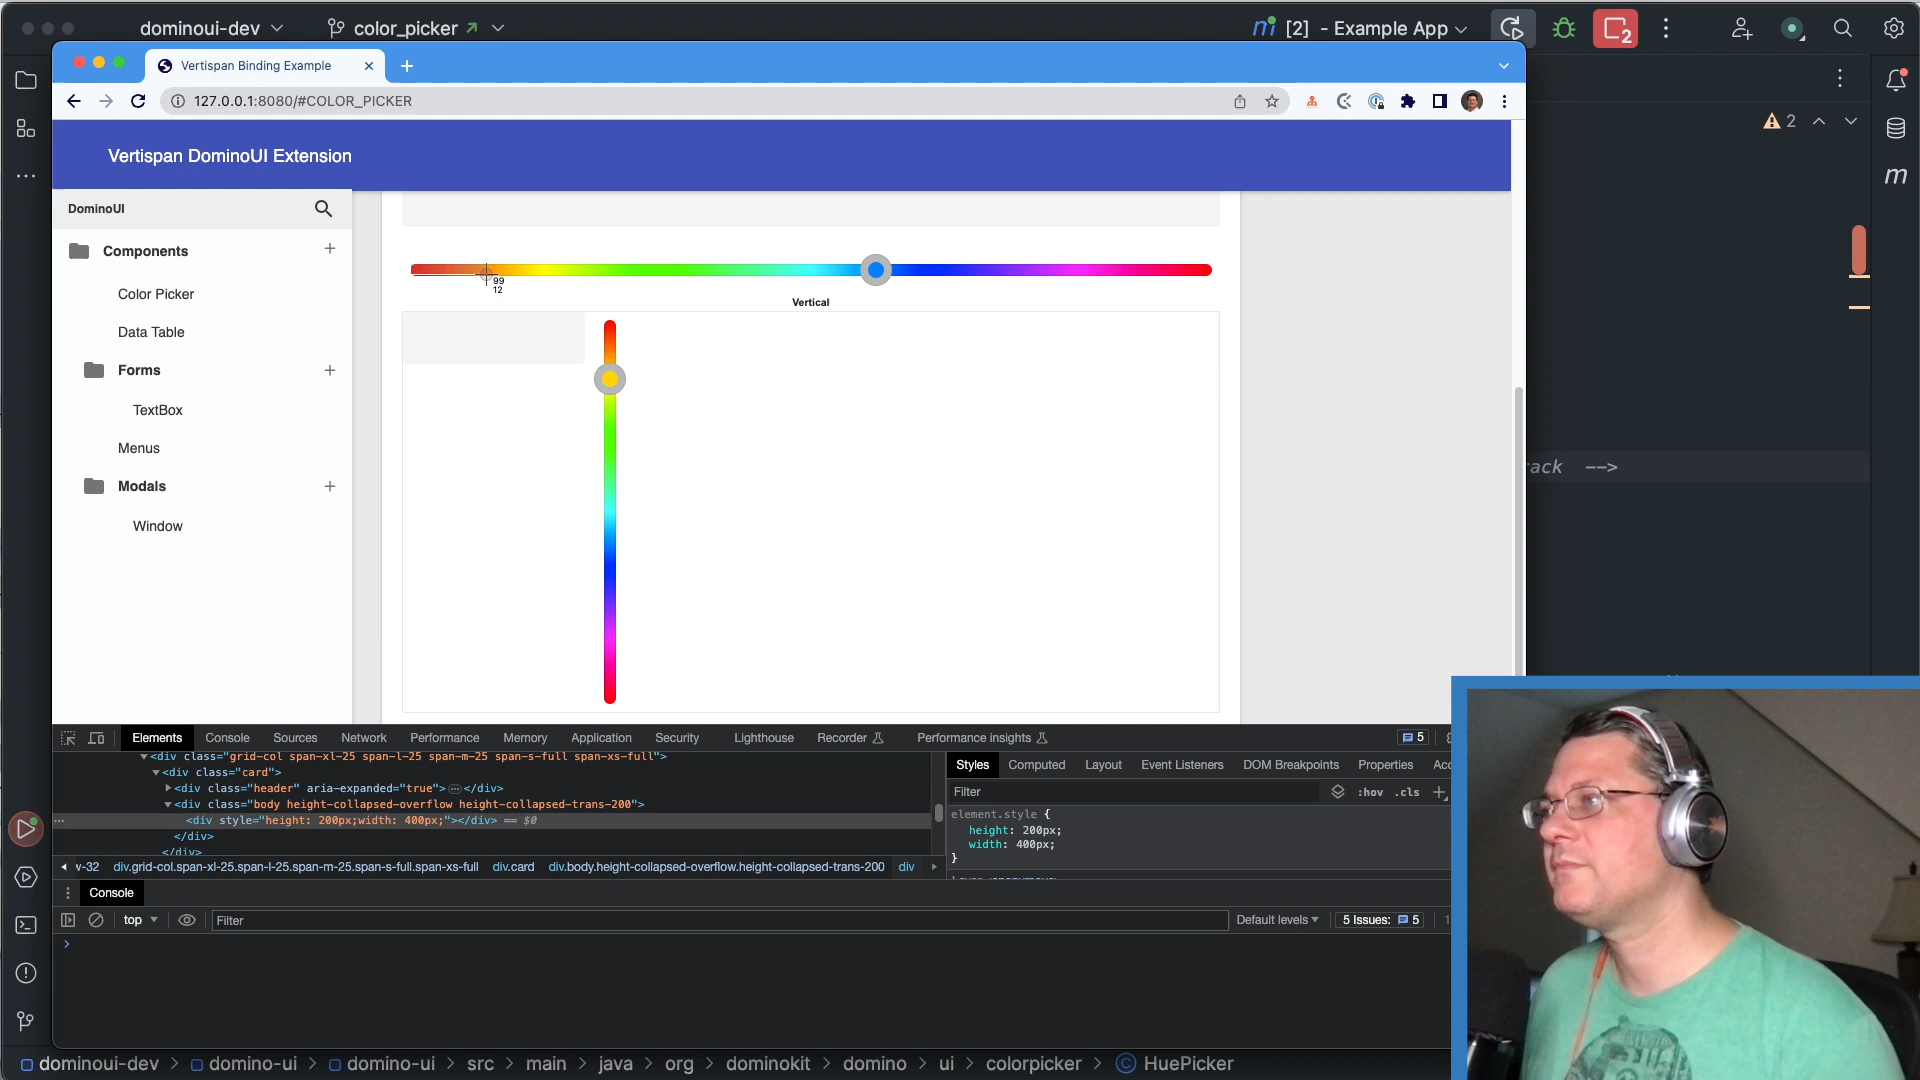 dominoui-dev
color_picker
[2] - Example App
2
Vertispan Binding Example
127.0.0.1:8080/#COLOR_PICKER
Vertispan DominoUI Extension
2
DominoUI
Components
Color Picker
Data Table
Forms
TextBox
Menus
Modals
Window
99
12
Vertical
m
-->
Elements
Console
Sources
Network
Performance
Memory
Application
Security
Lighthouse
Recorder
Performance insights
5
<div class="grid-col span-xl-25 span-l-25 span-m-25 span-s-full span-xs-full">
<div class="card">
<div class="header" aria-expanded="true"> </div>
<div class="body height-collapsed-overflow height-collapsed-trans-200">
<div style="height: 200px;width: 400px;"></div> == $0
</div>
</div>
w-32 div.grid-col.span-xl-25.span-l-25.span-m-25.span-s-full.span-xs-full div.card div.body.height-collapsed-overflow.height-collapsed-trans-200 div
Styles
Computed
Layout
Event Listeners
DOM Breakpoints
Properties
Acc
Filter
:hov .cls
element.style {
height: 200px;
width: 400px;
}
Console
top
Filter
Default levels
5 Issues: 5
dominoui-dev > domino-ui > domino-ui > src > main > java > org > dominokit > domino > ui > colorpicker > HuePicker